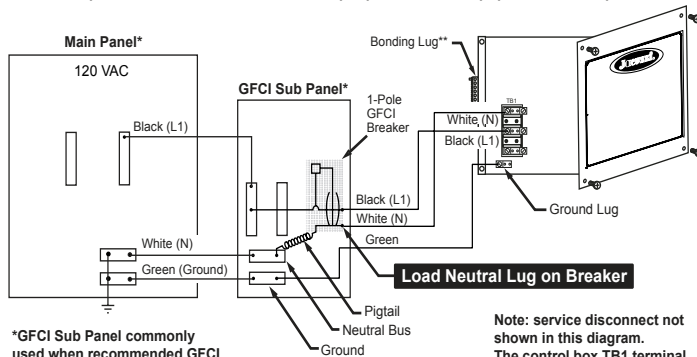 Main Panel*
120 VAC
Black (L1)
White (N)
Green (Ground)
GFCI Sub Panel*
1-Pole
GFCI
Breaker
Black (L1)
White (N)
Green
Load Neutral Lug on Breaker
Pigtail
Neutral Bus
Ground
Bonding Lug**
TB1
White (N)
Black (L1)
Ground Lug
Jacuzzi
*GFCI Sub Panel commonly
used when recommended GFCI
Note: service disconnect not
shown in this diagram.
The control box TB1 terminal